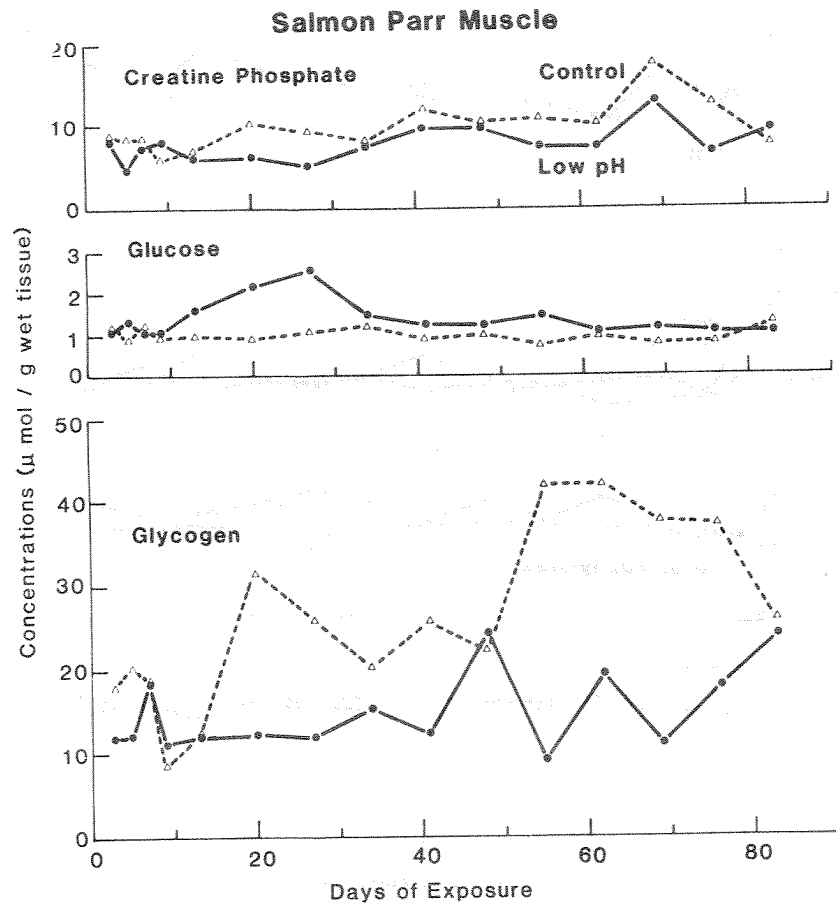 Salmon Parr Muscle
20
Creatine Phosphate
Control
10
Low pH
0
3
Glucose
2
1
0
50
40
Glycogen
30
20
10
0
0 20 40 60 80
Days of Exposure
Concentrations (µ mol / g wet tissue)